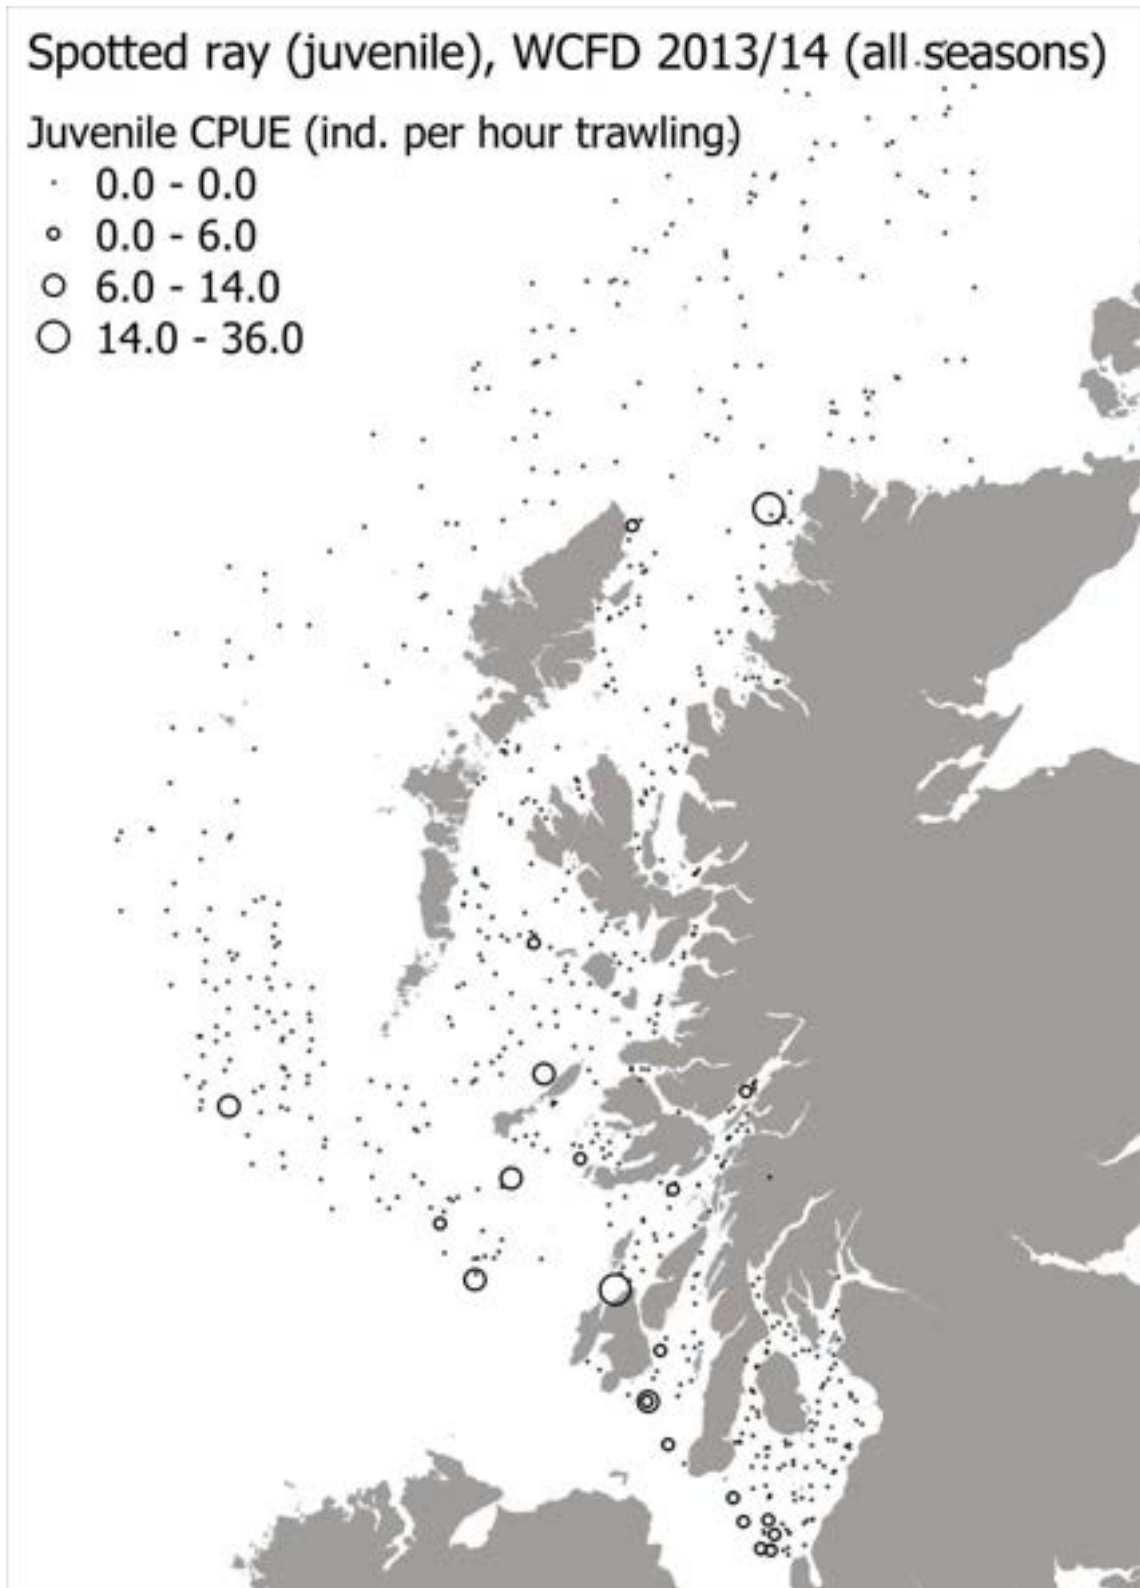 Spotted ray (juvenile), WCFD 2013/14 (all seasons)
Juvenile CPUE (ind. per hour trawling)
0.0 - 0.0
0.0 - 6.0
6.0 - 14.0
14.0 - 36.0